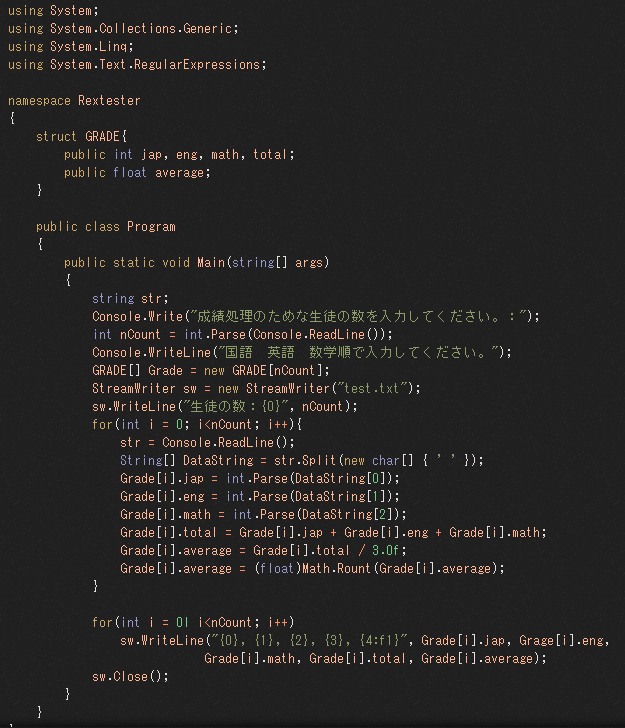 using System;
using System.Collections.Generic;
using System.Linq;
using System.Text.RegularExpressions;
namespace Rextester
{
struct GRADE{
public int jap, eng, math, total;
public float average;
}
public class Program
{
public static void Main(string[] args)
{
string str;
Console.Write("成績処理のためな生徒の数を入力してください。：");
int nCount = int.Parse(Console.ReadLine());
Console.WriteLine("国語　英語　数学順で入力してください。");
GRADE[] Grade = new GRADE[nCount];
StreamWriter sw = new StreamWriter("test.txt");
sw.WriteLine("生徒の数：{0}", nCount);
for(int i = 0; i<nCount; i++){
str = Console.ReadLine();
String[] DataString = str.Split(new char[] { ' ' });
Grade[i].jap = int.Parse(DataString[0]);
Grade[i].eng = int.Parse(DataString[1]);
Grade[i].math = int.Parse(DataString[2]);
Grade[i].total = Grade[i].jap + Grade[i].eng + Grade[i].math;
Grade[i].average = Grade[i].total / 3.0f;
Grade[i].average = (float)Math.Rount(Grade[i].average);
}
for(int i = 0l i<nCount; i++)
sw.WriteLine("{0}, {1}, {2}, {3}, {4:f1}", Grade[i].jap, Grage[i].eng,
Grade[i].math, Grade[i].total, Grade[i].average);
sw.Close();
}
}